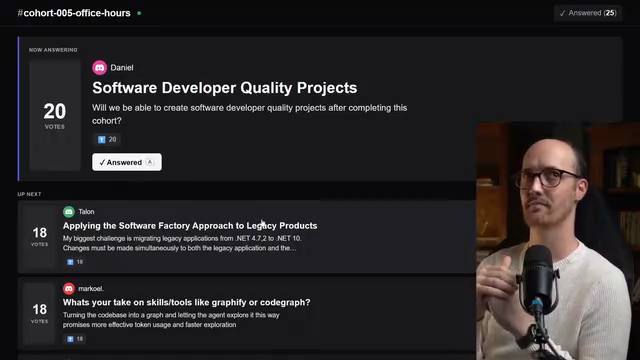 #cohort-005-office-hours
✓ Answered (25)
NOW ANSWERING
20
VOTES
Daniel
Software Developer Quality Projects
Will we be able to create software developer quality projects after completing this
cohort?
20
✓ Answered A
UP NEXT
18
VOTES
Talon
Applying the Software Factory Approach to Legacy Products
My biggest challenge is migrating legacy applications from .NET 4.7.2 to .NET 10.
Changes must be made simultaneously to both the legacy application and the...
18
18
VOTES
markoel.
Whats your take on skills/tools like graphify or codegraph?
Turning the codebase into a graph and letting the agent explore it this way
promises more effective token usage and faster exploration
18